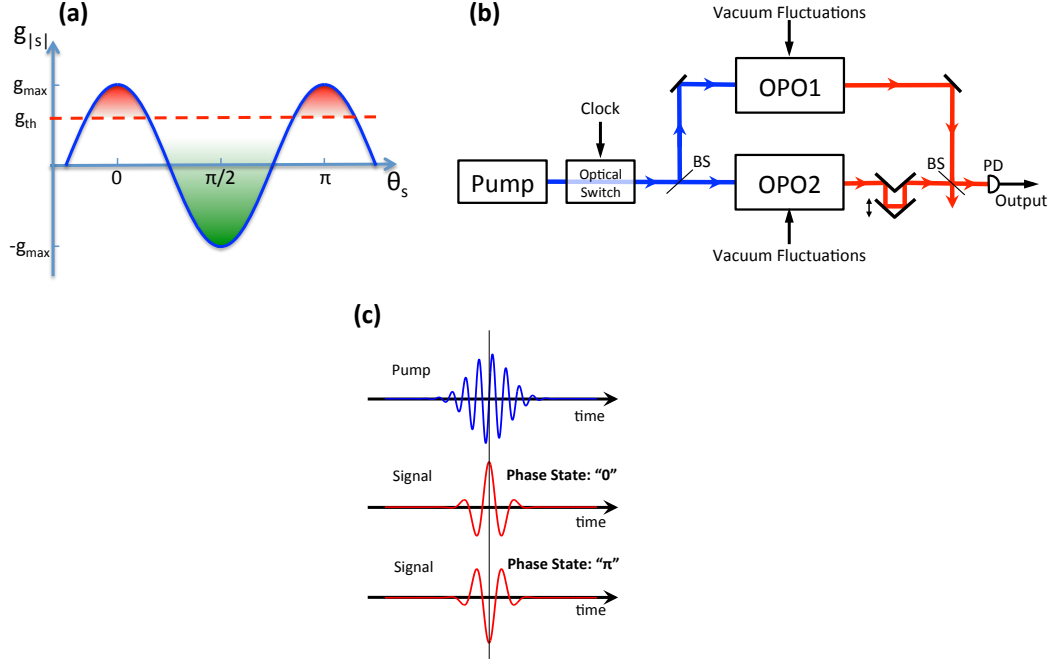 (a)
g|s|
gmax
gth
-gmax
0
π/2
π
θs
(b)
Vacuum Fluctuations
OPO1
Clock
Pump
Optical
Switch
BS
OPO2
BS
PD
Output
Vacuum Fluctuations
(c)
Pump
time
Signal
Phase State: “0”
time
Signal
Phase State: “π”
time